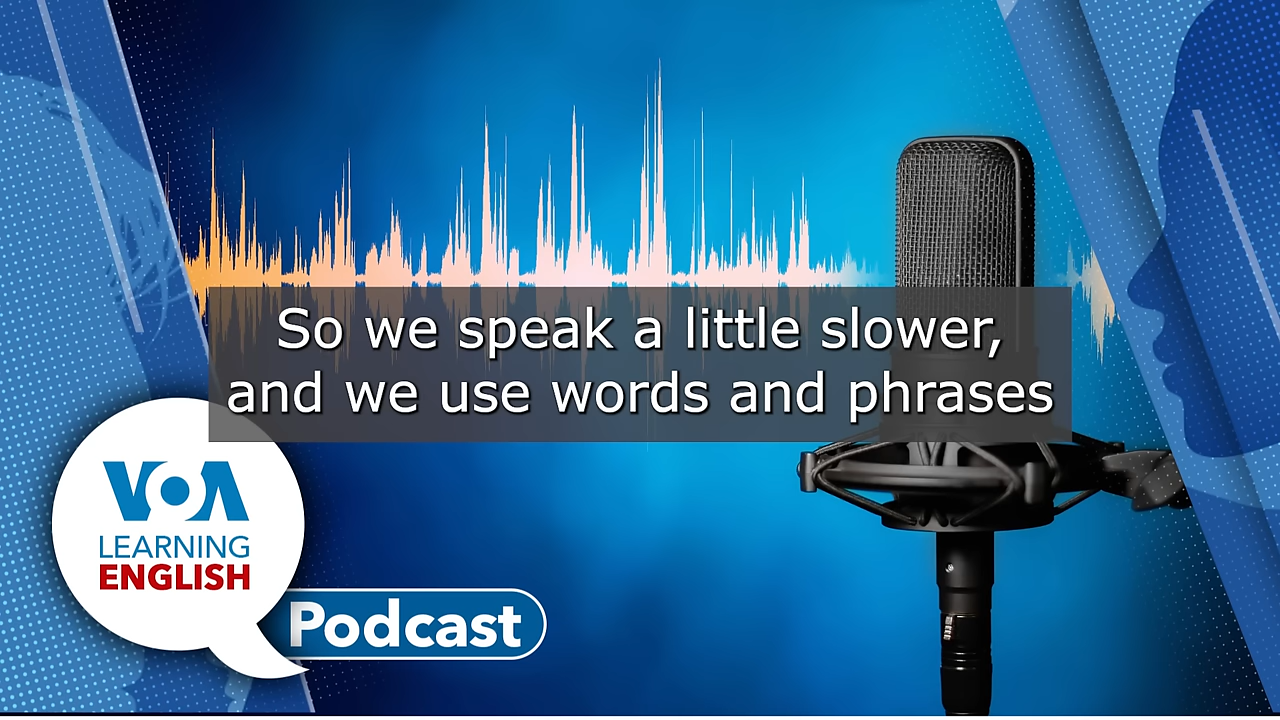 So we speak a little slower,
and we use words and phrases
VOA
LEARNING
ENGLISH
Podcast